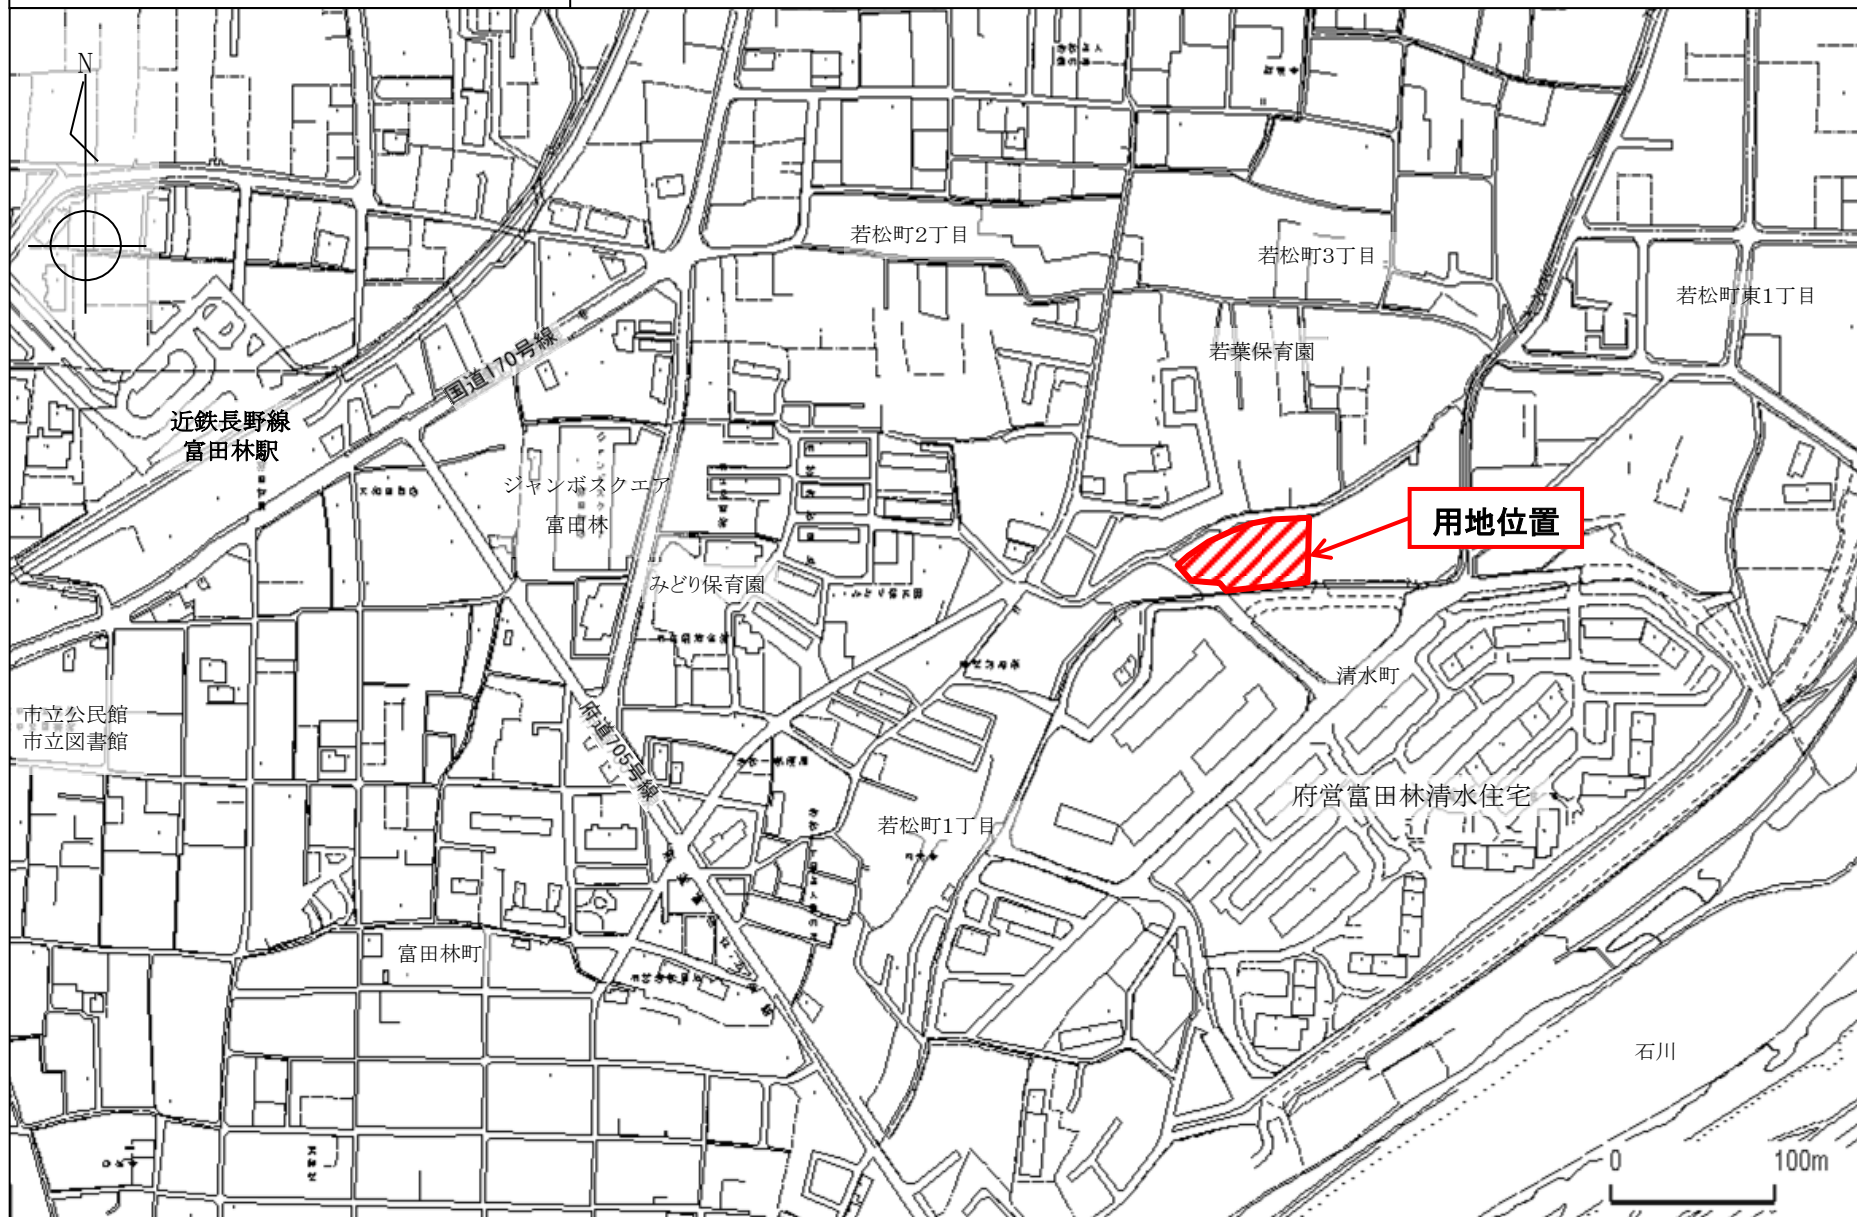 N
若松町2丁目
若松町3丁目
若松町東1丁目
国道170号線
若葉保育園
近鉄長野線
富田林駅
ジャンボスクエア
富田林
用地位置
みどり保育園
清水町
市立公民館
市立図書館
府道705号線
府営富田林清水住宅
若松町1丁目
富田林町
石川
0 100m